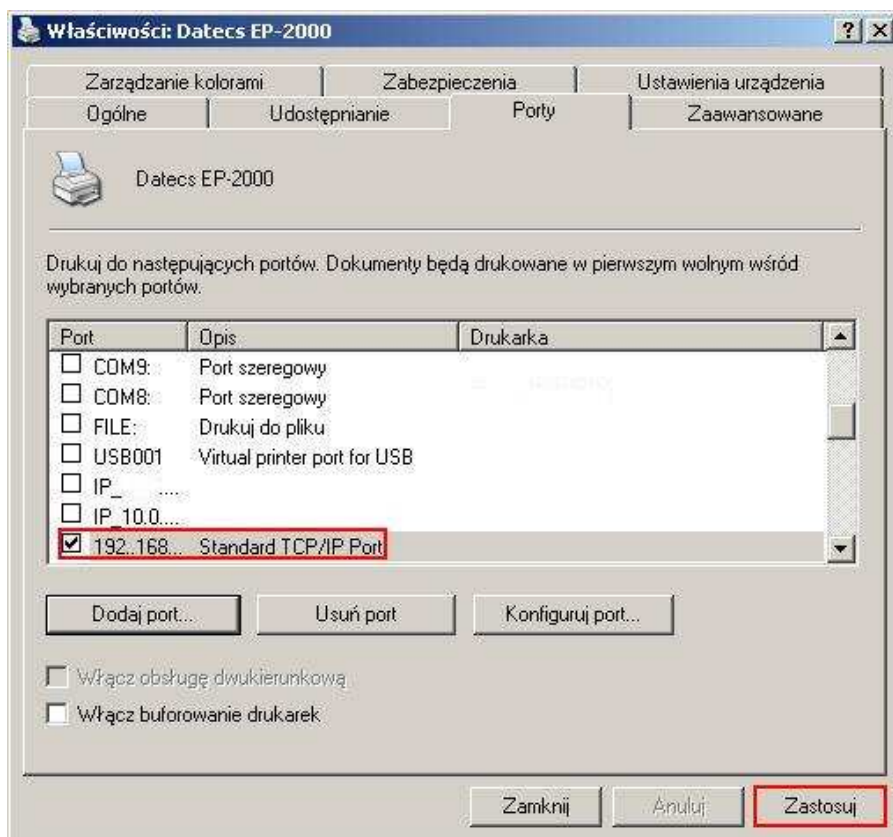 Właściwości: Datecs EP-2000
Zarządzanie kolorami Zabezpieczenia Ustawienia urządzenia
Ogólne Udostępnianie Porty Zaawansowane
Datecs EP-2000
Drukuj do następujących portów. Dokumenty będą drukowane w pierwszym wolnym wśród
wybranych portów.
Port Opis Drukarka
COM9: Port szeregowy
COM8: Port szeregowy
FILE: Drukuj do pliku
USB001 Virtual printer port for USB
IP_ ....
IP_10.0....
192..168... Standard TCP/IP Port
Dodaj port... Usuń port Konfiguruj port...
Włącz obsługę dwukierunkową
Włącz buforowanie drukarek
Zamknij Anuluj Zastosuj